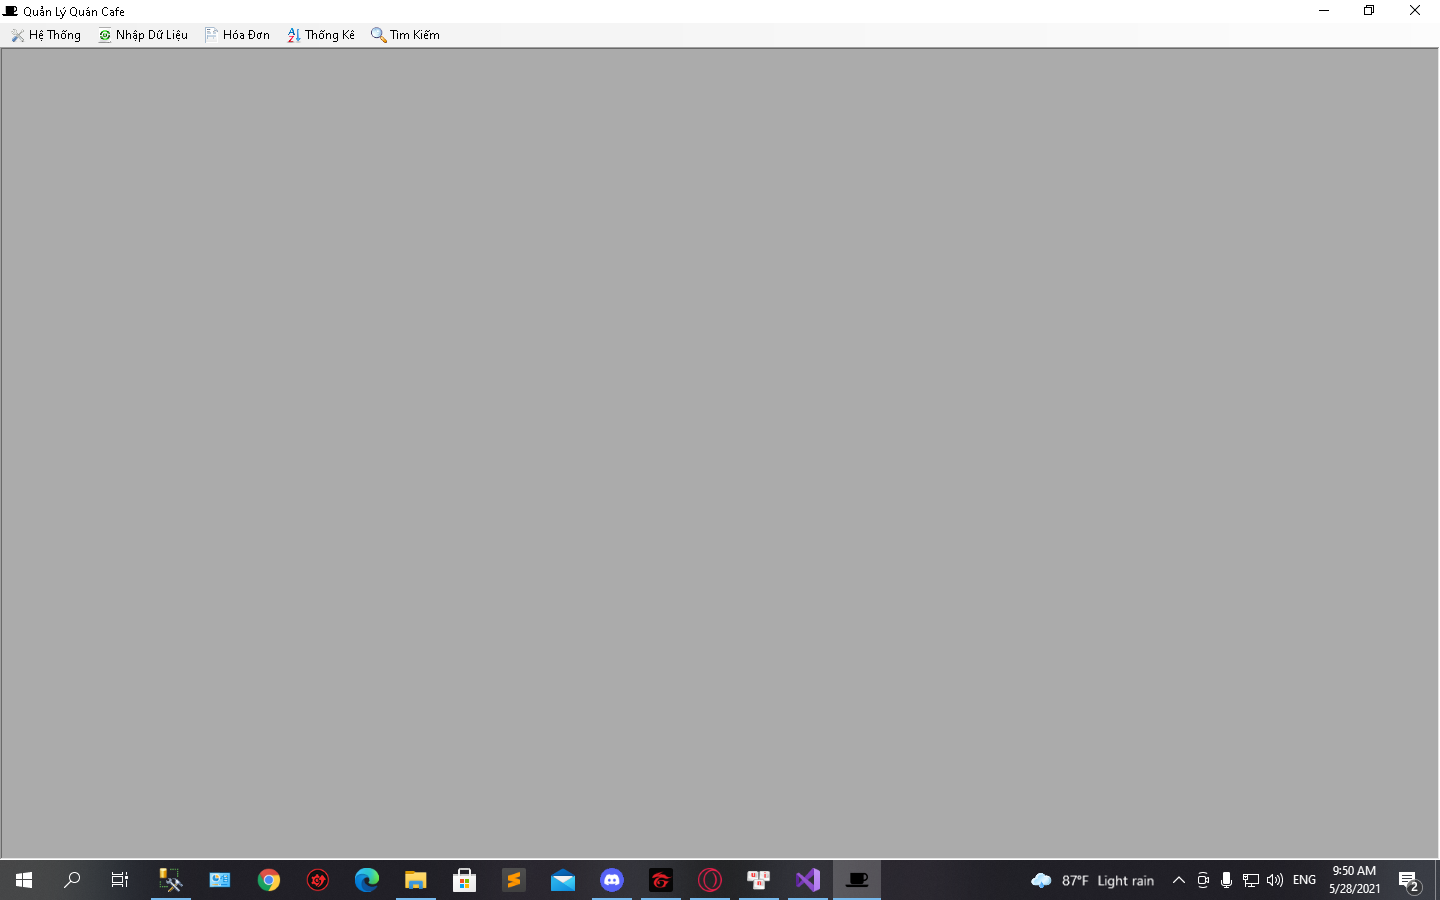 Quản Lý Quán Cafe
Hệ Thống Nhập Dữ Liệu Hóa Đơn Thống Kê Tìm Kiếm
87°F Light rain ENG 9:50 AM
5/28/2021 2